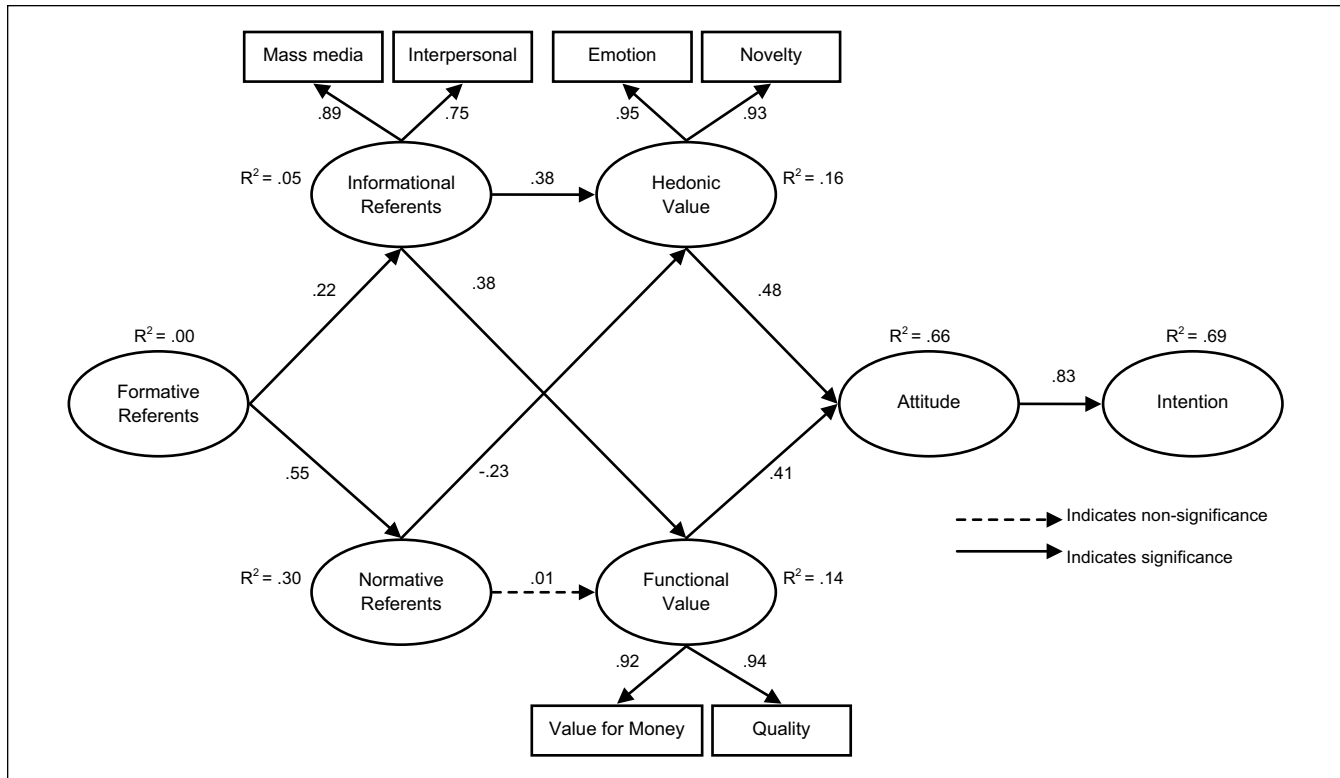 Mass media
Interpersonal
Emotion
Novelty
.89
.75
.95
.93
R² = .05
Informational
Referents
.38
Hedonic
Value
R² = .16
.22
.38
.48
R² = .00
R² = .66
R² = .69
Formative
Referents
Attitude
.83
Intention
.55
-.23
.41
Indicates non-significance
Indicates significance
R² = .30
Normative
Referents
.01
Functional
Value
R² = .14
.92
.94
Value for Money
Quality